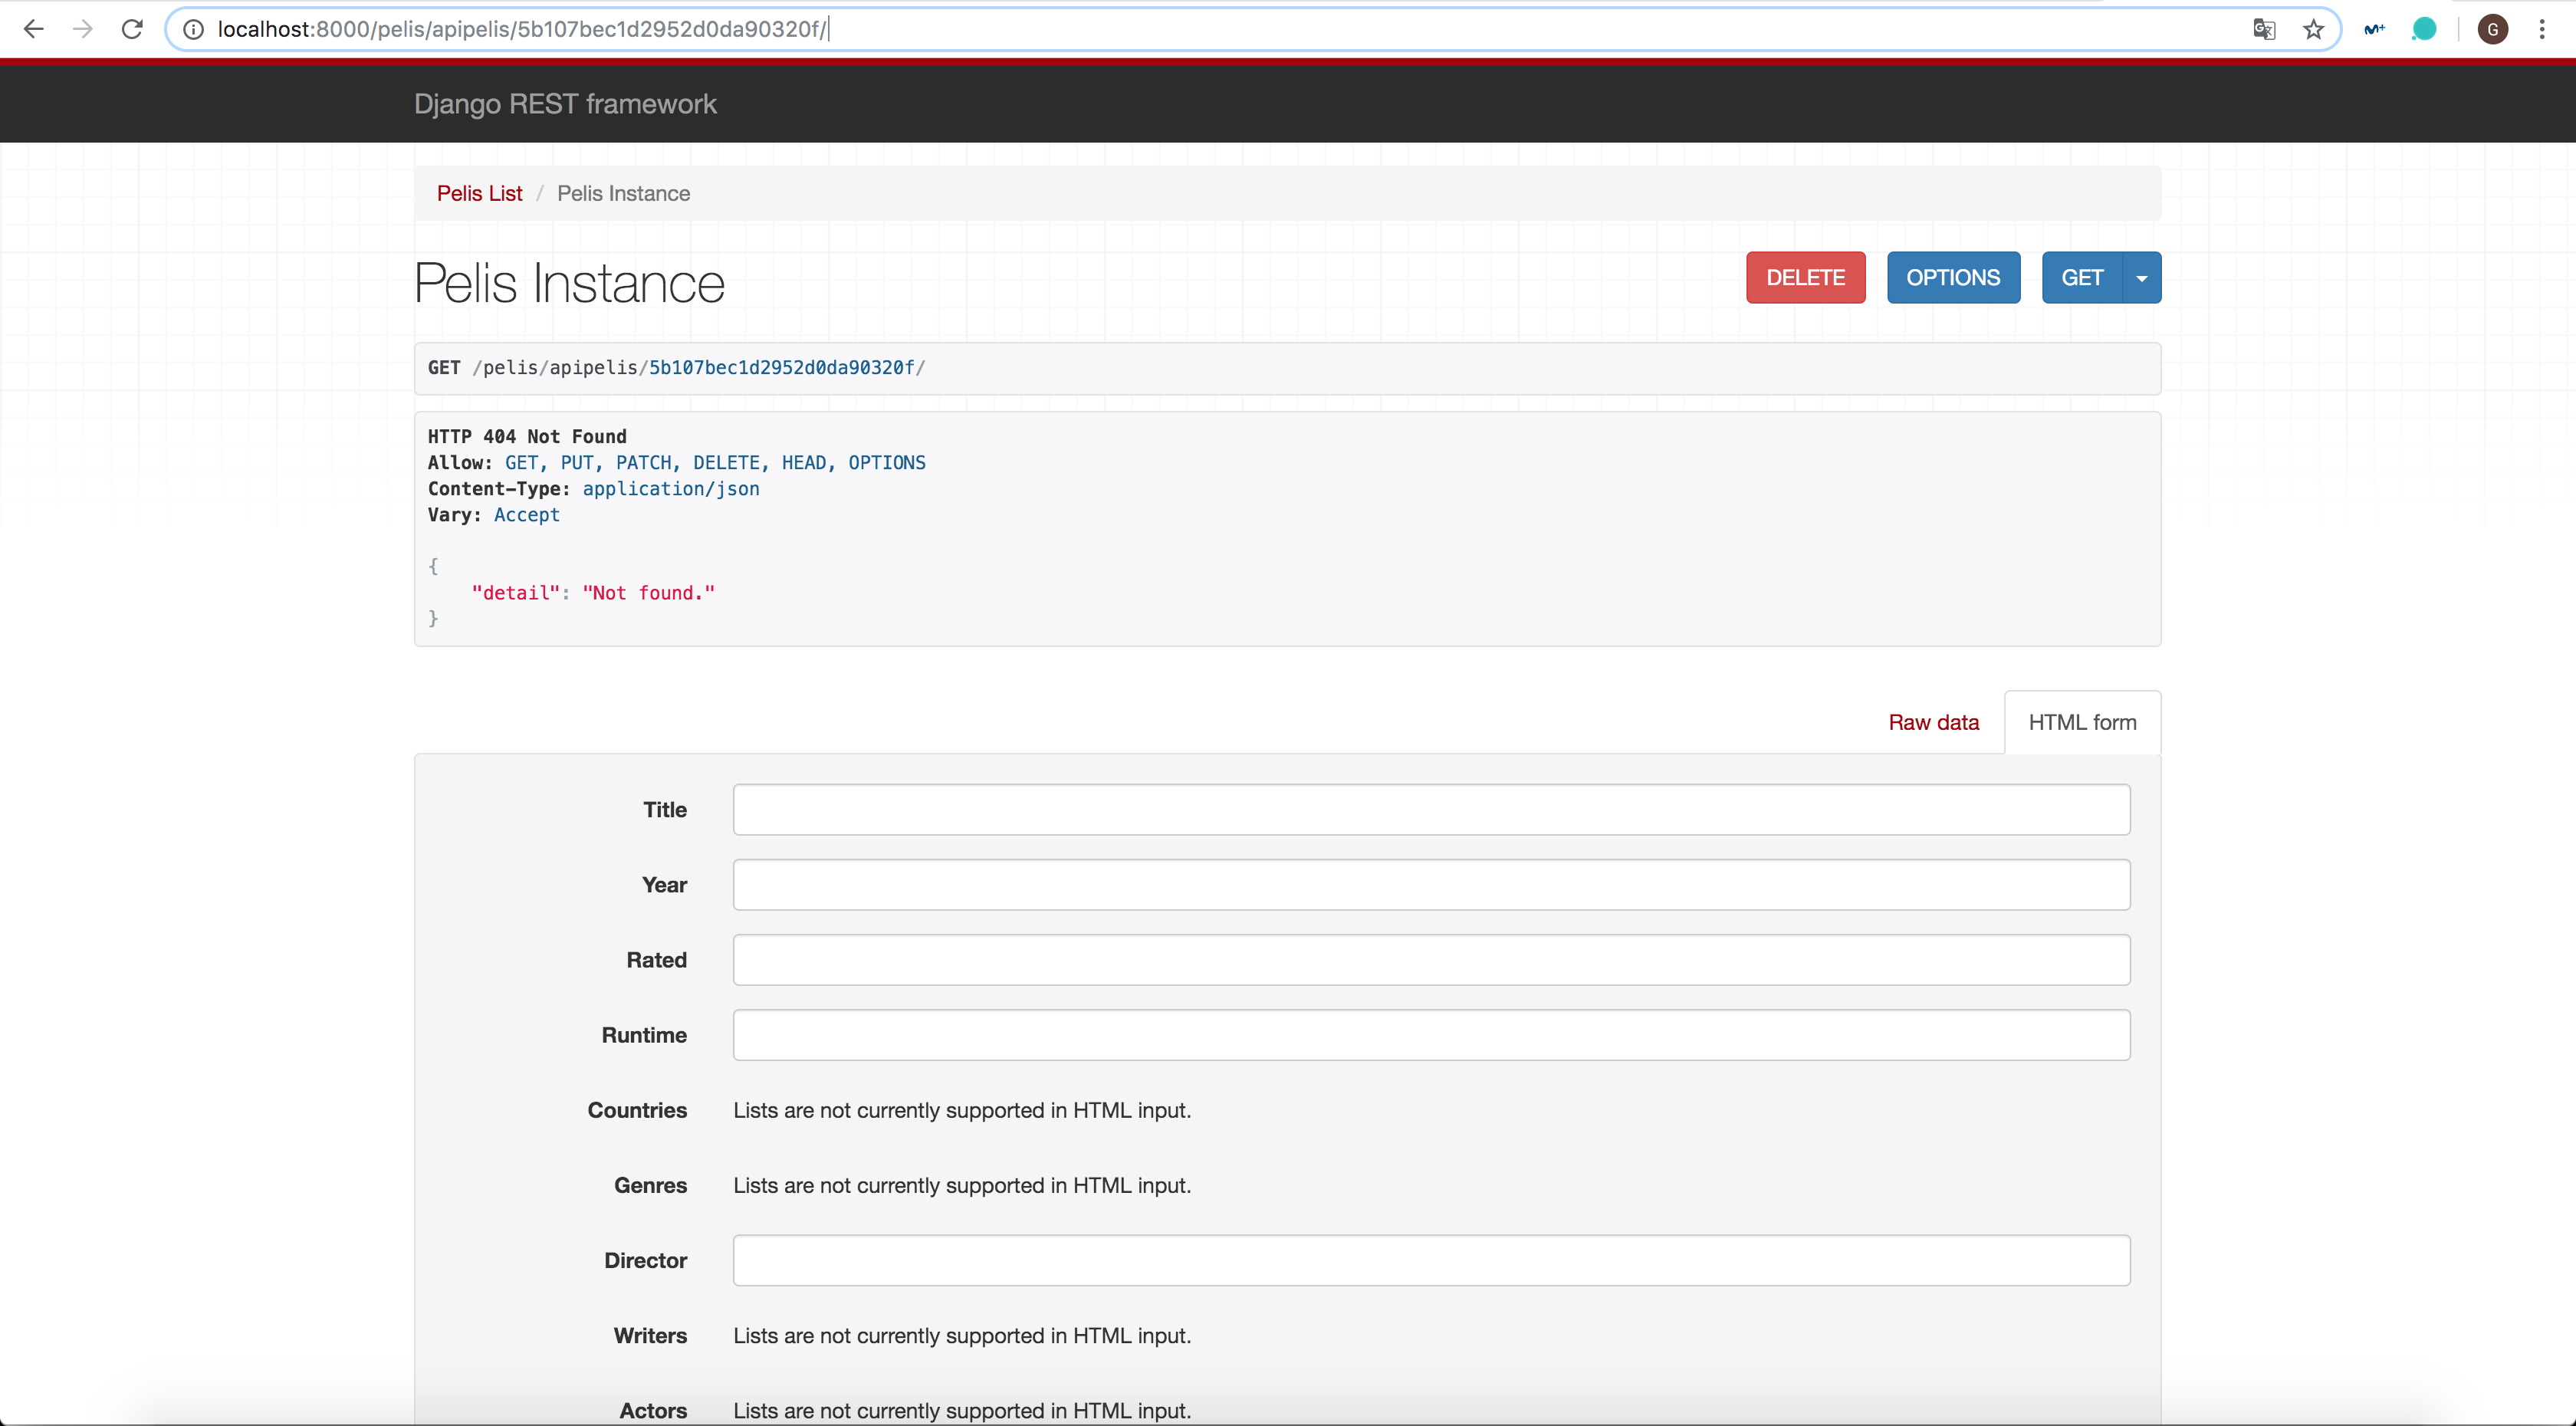 localhost:8000/pelis/apipelis/5b107bec1d2952d0da90320f/
G
Django REST framework
Pelis List / Pelis Instance
Pelis Instance
DELETE OPTIONS GET
GET /pelis/apipelis/5b107bec1d2952d0da90320f/
HTTP 404 Not Found
Allow: GET, PUT, PATCH, DELETE, HEAD, OPTIONS
Content-Type: application/json
Vary: Accept
{
"detail": "Not found."
}
Raw data HTML form
Title
Year
Rated
Runtime
Countries Lists are not currently supported in HTML input.
Genres Lists are not currently supported in HTML input.
Director
Writers Lists are not currently supported in HTML input.
Actors Lists are not currently supported in HTML input.